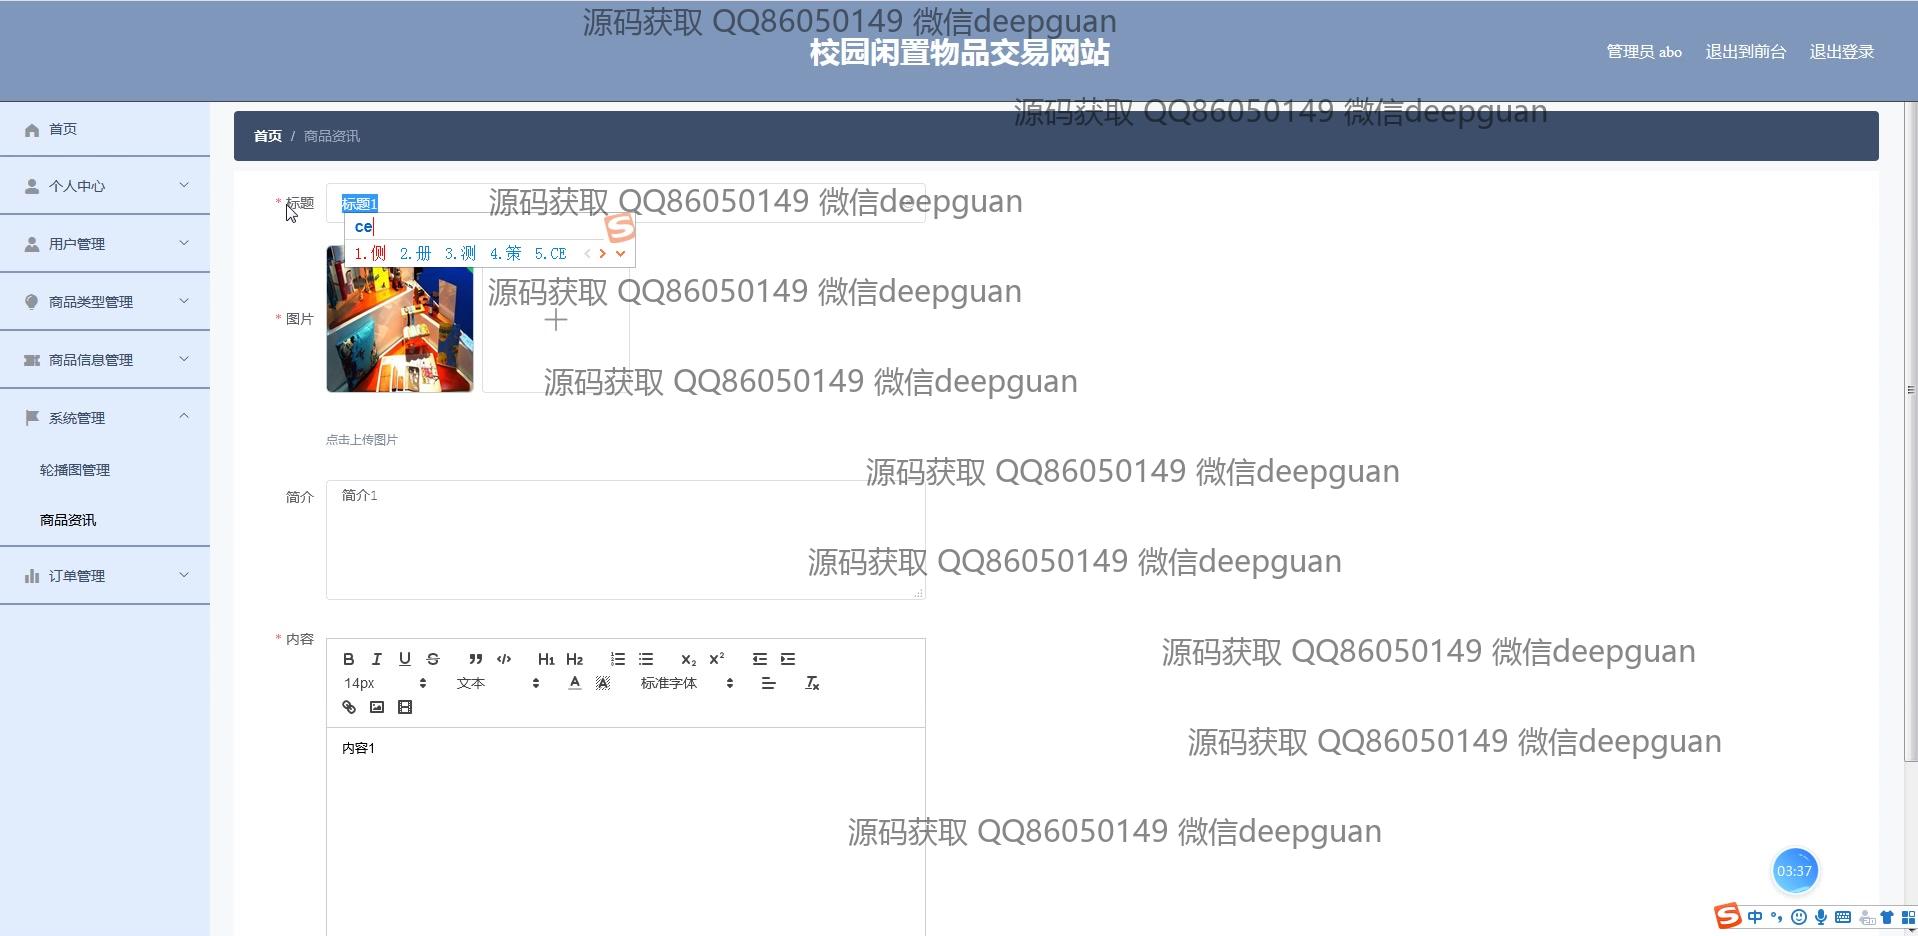 源码获取 QQ86050149 微信deepguan
校园闲置物品交易网站
管理员 abo 退出到前台 退出登录
源码获取 QQ86050149 微信deepguan
首页
个人中心
用户管理
商品类型管理
商品信息管理
系统管理
轮播图管理
商品资讯
订单管理
首页 / 商品资讯
* 标题 标题1
源码获取 QQ86050149 微信deepguan
ce
1.侧 2.册 3.测 4.策 5.CE
源码获取 QQ86050149 微信deepguan
* 图片
源码获取 QQ86050149 微信deepguan
点击上传图片
源码获取 QQ86050149 微信deepguan
简介 简介1
源码获取 QQ86050149 微信deepguan
* 内容
B I U S H1 H2 X2 X2
14px 文本 A A 标准字体 Tx
源码获取 QQ86050149 微信deepguan
内容1
源码获取 QQ86050149 微信deepguan
源码获取 QQ86050149 微信deepguan
03:37
S 中